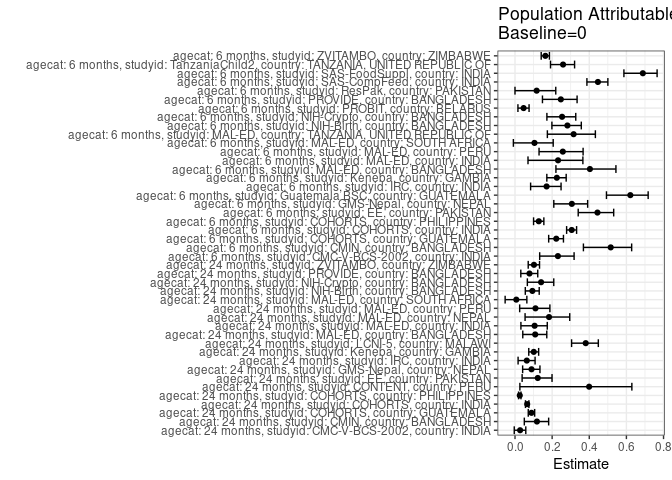 Population Attributable
Baseline=0
agecat: 6 months, studyid: ZVITAMBO, country: ZIMBABWE
agecat: 6 months, studyid: TanzaniaChild2, country: TANZANIA, UNITED REPUBLIC OF
agecat: 6 months, studyid: SAS-FoodSuppl, country: INDIA
agecat: 6 months, studyid: SAS-CompFeed, country: INDIA
agecat: 6 months, studyid: ResPak, country: PAKISTAN
agecat: 6 months, studyid: PROVIDE, country: BANGLADESH
agecat: 6 months, studyid: PROBIT, country: BELARUS
agecat: 6 months, studyid: NIH-Crypto, country: BANGLADESH
agecat: 6 months, studyid: NIH-Birth, country: BANGLADESH
agecat: 6 months, studyid: MAL-ED, country: TANZANIA, UNITED REPUBLIC OF
agecat: 6 months, studyid: MAL-ED, country: SOUTH AFRICA
agecat: 6 months, studyid: MAL-ED, country: PERU
agecat: 6 months, studyid: MAL-ED, country: INDIA
agecat: 6 months, studyid: MAL-ED, country: BANGLADESH
agecat: 6 months, studyid: Keneba, country: GAMBIA
agecat: 6 months, studyid: IRC, country: INDIA
agecat: 6 months, studyid: Guatemala BSC, country: GUATEMALA
agecat: 6 months, studyid: GMS-Nepal, country: NEPAL
agecat: 6 months, studyid: EE, country: PAKISTAN
agecat: 6 months, studyid: COHORTS, country: PHILIPPINES
agecat: 6 months, studyid: COHORTS, country: INDIA
agecat: 6 months, studyid: COHORTS, country: GUATEMALA
agecat: 6 months, studyid: CMIN, country: BANGLADESH
agecat: 6 months, studyid: CMC-V-BCS-2002, country: INDIA
agecat: 24 months, studyid: ZVITAMBO, country: ZIMBABWE
agecat: 24 months, studyid: PROVIDE, country: BANGLADESH
agecat: 24 months, studyid: NIH-Crypto, country: BANGLADESH
agecat: 24 months, studyid: NIH-Birth, country: BANGLADESH
agecat: 24 months, studyid: MAL-ED, country: SOUTH AFRICA
agecat: 24 months, studyid: MAL-ED, country: PERU
agecat: 24 months, studyid: MAL-ED, country: NEPAL
agecat: 24 months, studyid: MAL-ED, country: INDIA
agecat: 24 months, studyid: MAL-ED, country: BANGLADESH
agecat: 24 months, studyid: LCNI-5, country: MALAWI
agecat: 24 months, studyid: Keneba, country: GAMBIA
agecat: 24 months, studyid: IRC, country: INDIA
agecat: 24 months, studyid: GMS-Nepal, country: NEPAL
agecat: 24 months, studyid: EE, country: PAKISTAN
agecat: 24 months, studyid: CONTENT, country: PERU
agecat: 24 months, studyid: COHORTS, country: PHILIPPINES
agecat: 24 months, studyid: COHORTS, country: INDIA
agecat: 24 months, studyid: COHORTS, country: GUATEMALA
agecat: 24 months, studyid: CMIN, country: BANGLADESH
agecat: 24 months, studyid: CMC-V-BCS-2002, country: INDIA
0.0 0.2 0.4 0.6 0.8
Estimate